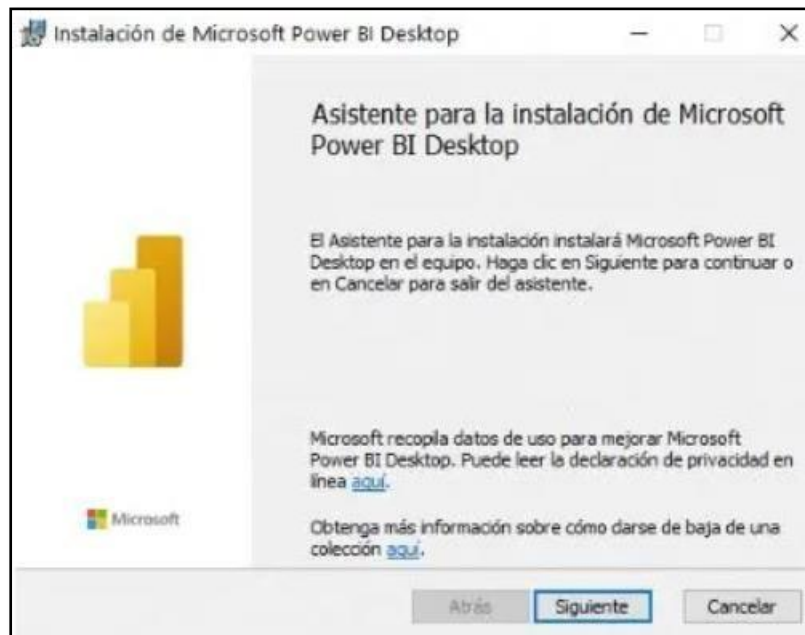 Instalación de Microsoft Power BI Desktop
Asistente para la instalación de Microsoft
Power BI Desktop
El Asistente para la instalación instalará Microsoft Power BI
Desktop en el equipo. Haga clic en Siguiente para continuar o
en Cancelar para salir del asistente.
Microsoft recopila datos de uso para mejorar Microsoft
Power BI Desktop. Puede leer la declaración de privacidad en
línea aquí.
Microsoft
Obtenga más información sobre cómo darse de baja de una
colección aquí.
Atrás Siguiente Cancelar